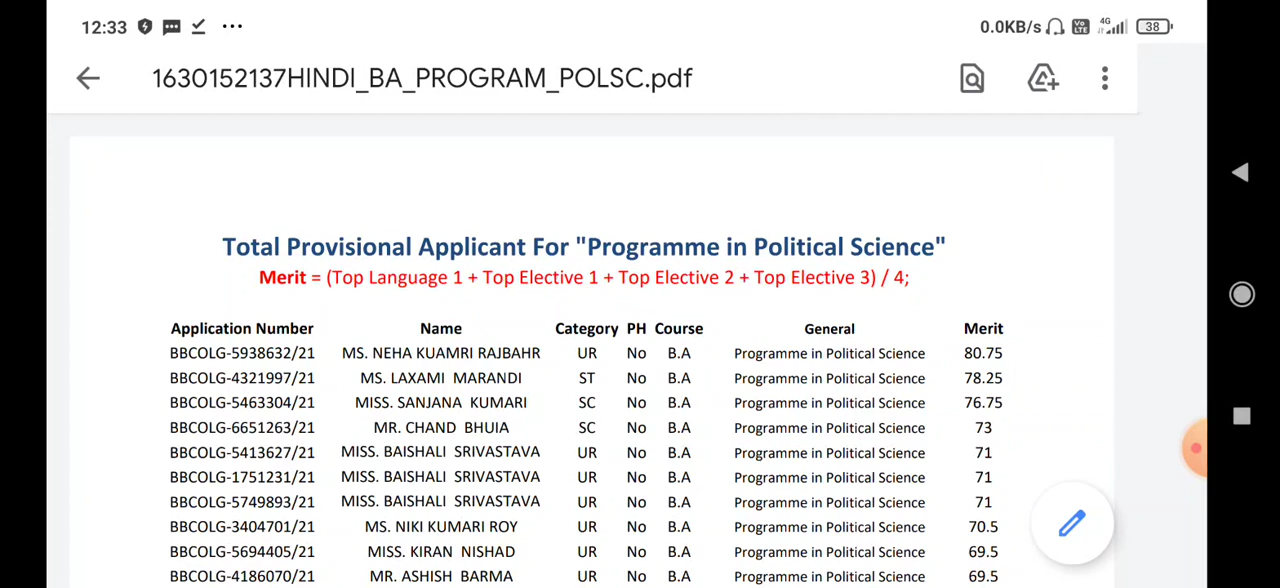 12:33 0.0KB/s Vo LTE 4G 38
1630152137HINDI_BA_PROGRAM_POLSC.pdf
Total Provisional Applicant For "Programme in Political Science"
Merit = (Top Language 1 + Top Elective 1 + Top Elective 2 + Top Elective 3) / 4;
Application Number Name Category PH Course General Merit
BBCOLG-5938632/21 MS. NEHA KUAMRI RAJBAHR UR No B.A Programme in Political Science 80.75
BBCOLG-4321997/21 MS. LAXAMI MARANDI ST No B.A Programme in Political Science 78.25
BBCOLG-5463304/21 MISS. SANJANA KUMARI SC No B.A Programme in Political Science 76.75
BBCOLG-6651263/21 MR. CHAND BHUIA SC No B.A Programme in Political Science 73
BBCOLG-5413627/21 MISS. BAISHALI SRIVASTAVA UR No B.A Programme in Political Science 71
BBCOLG-1751231/21 MISS. BAISHALI SRIVASTAVA UR No B.A Programme in Political Science 71
BBCOLG-5749893/21 MISS. BAISHALI SRIVASTAVA UR No B.A Programme in Political Science 71
BBCOLG-3404701/21 MS. NIKI KUMARI ROY UR No B.A Programme in Political Science 70.5
BBCOLG-5694405/21 MISS. KIRAN NISHAD UR No B.A Programme in Political Science 69.5
BBCOLG-4186070/21 MR. ASHISH BARMA UR No B.A Programme in Political Science 69.5